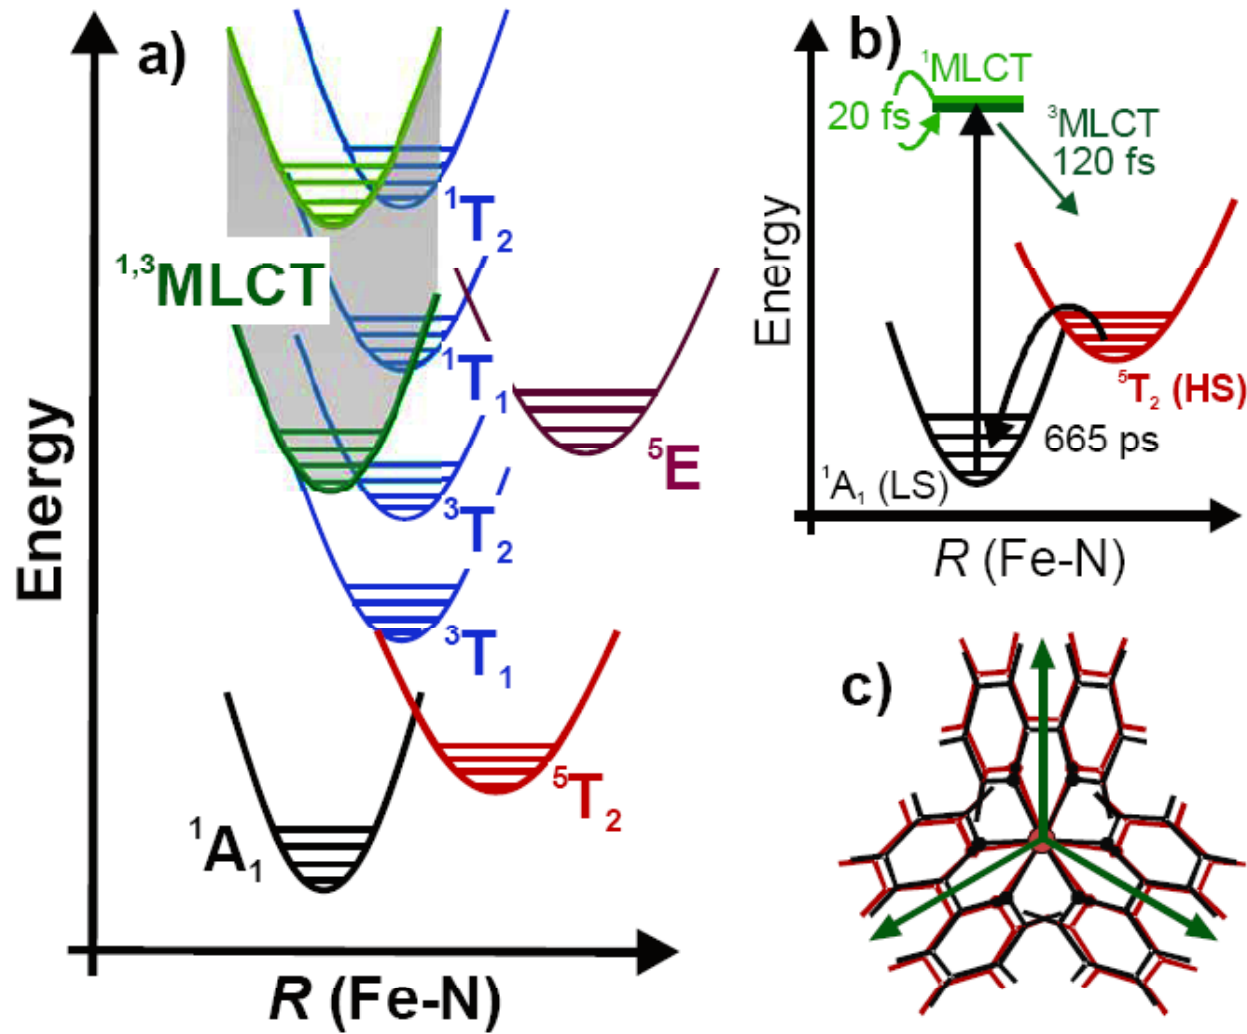 a)
¹T₂
¹,³MLCT
¹T₁
⁵E
³T₂
³T₁
⁵T₂
¹A₁
Energy
R (Fe-N)
b)
¹MLCT
20 fs
³MLCT
120 fs
Energy
⁵T₂ (HS)
665 ps
¹A₁ (LS)
R (Fe-N)
c)